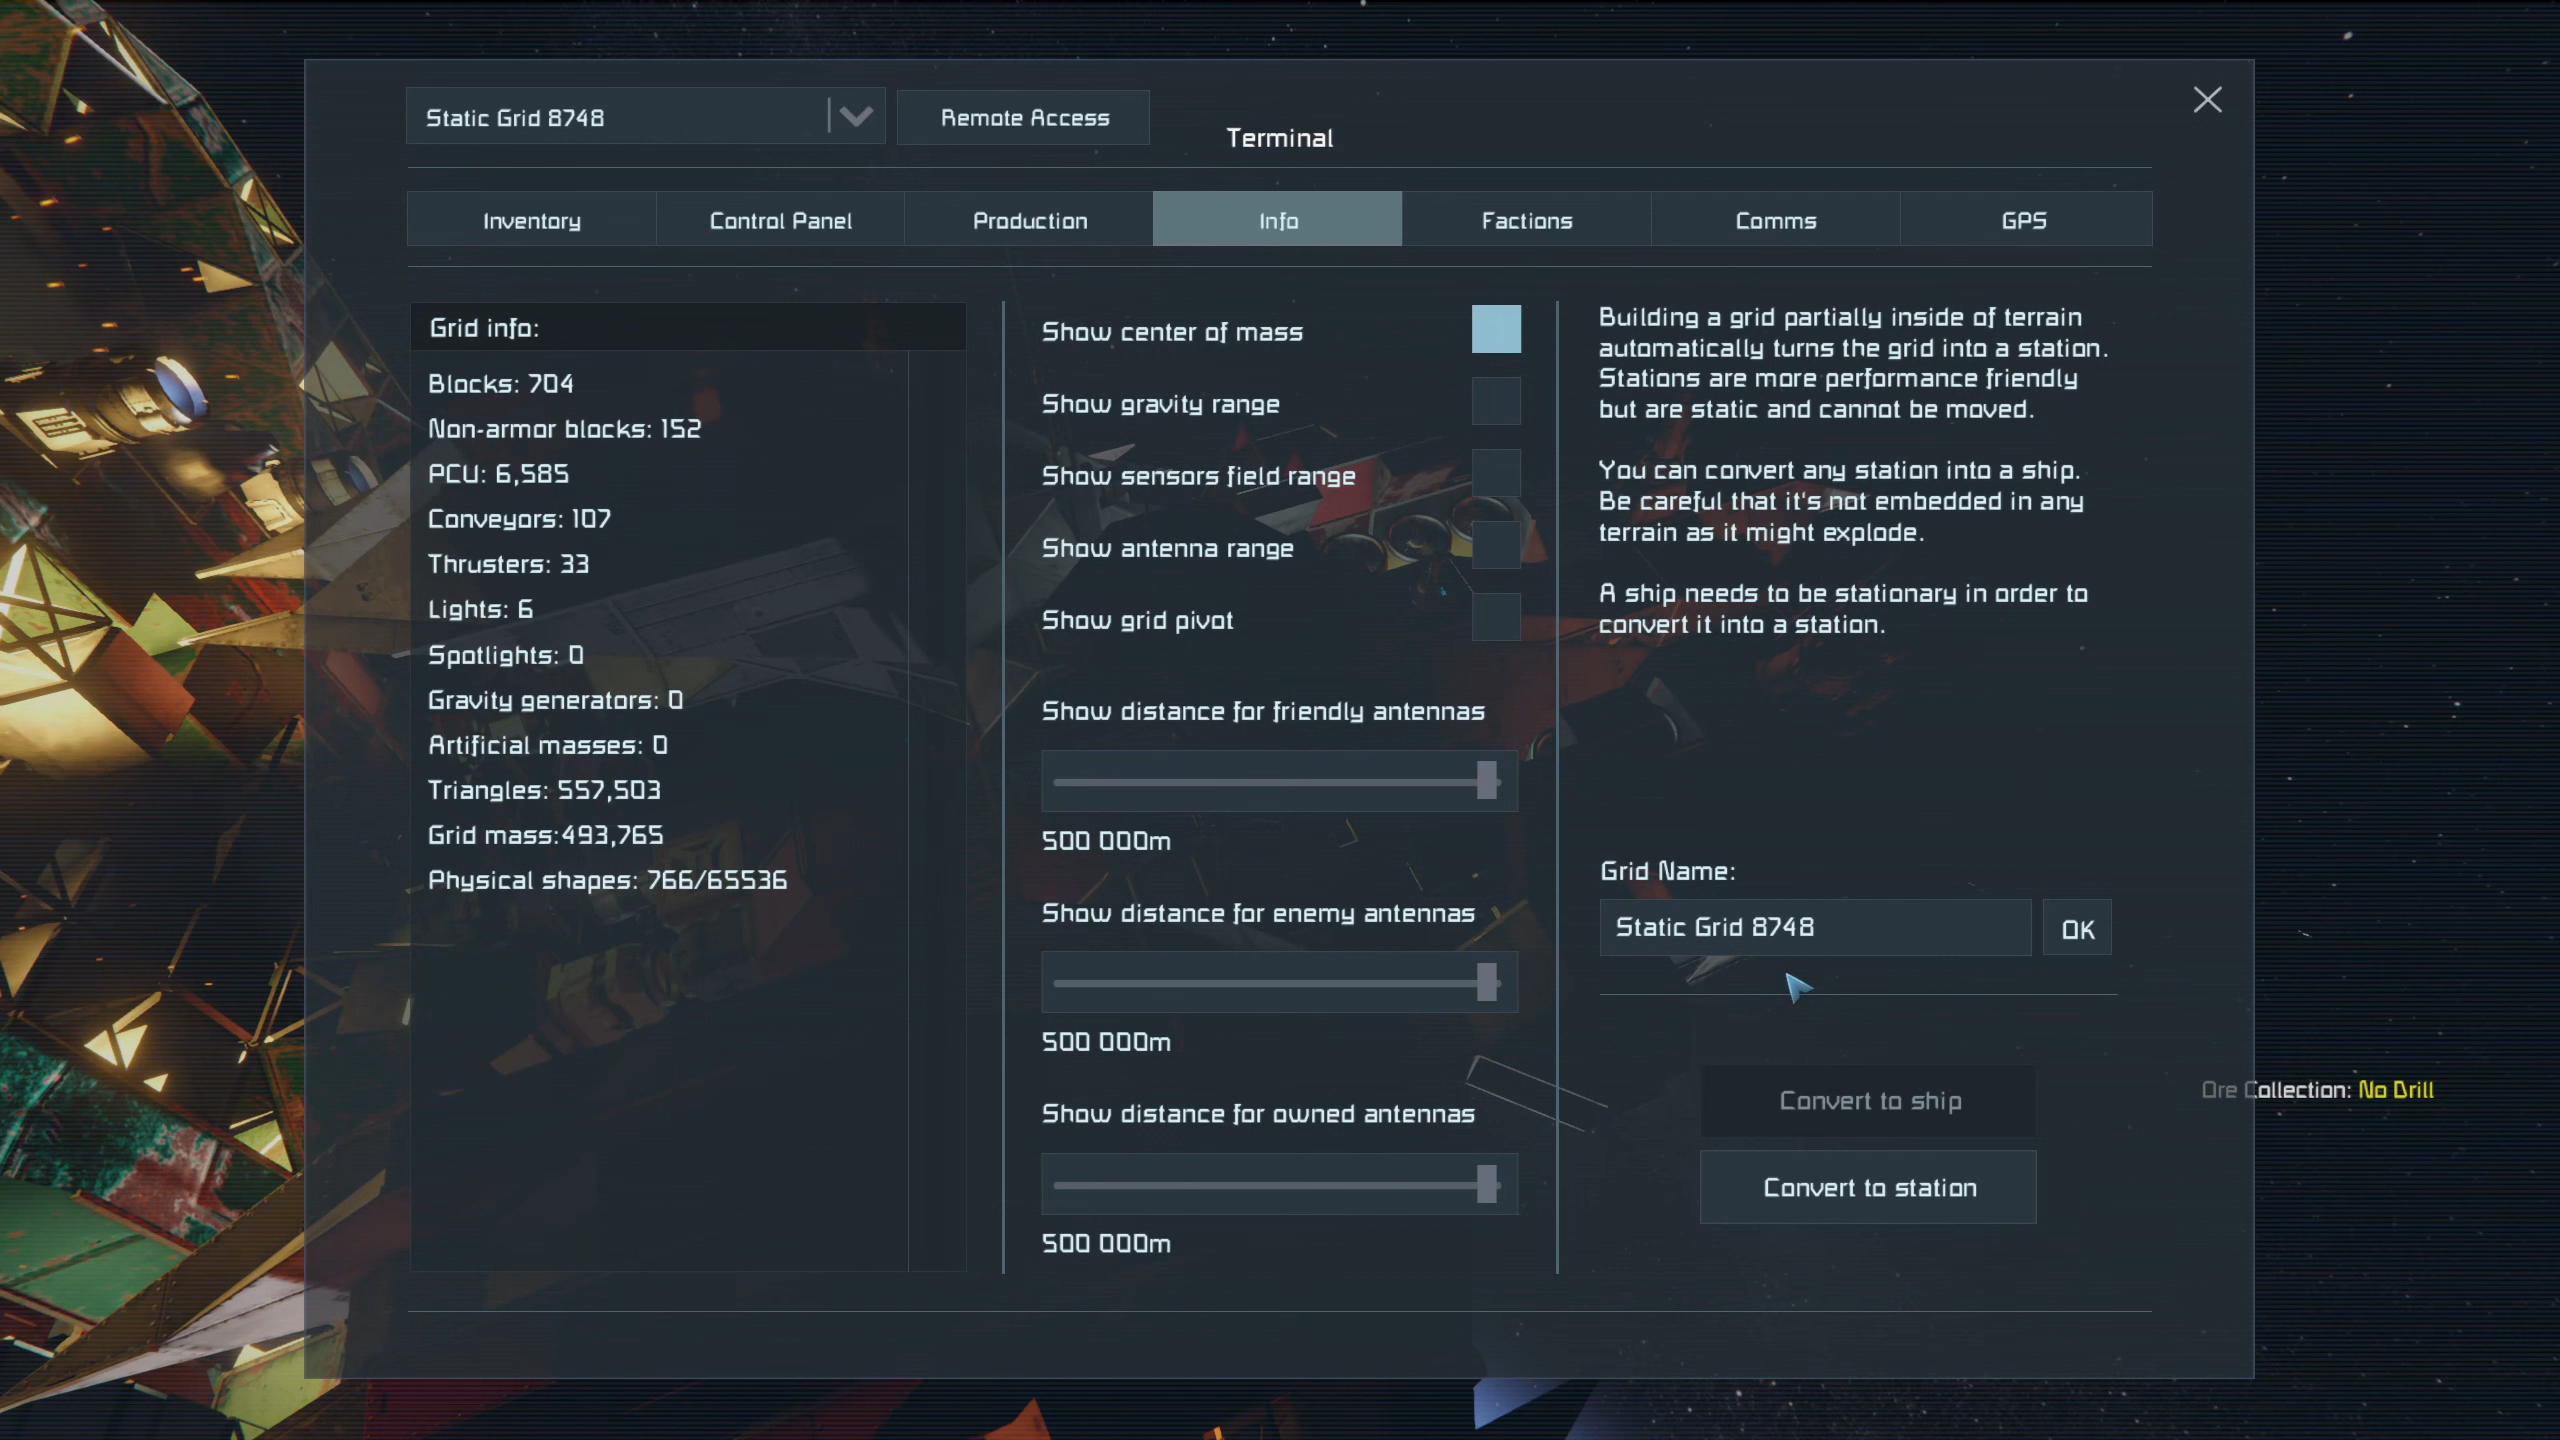 Static Grid 8748
Remote Access
Terminal
Inventory
Control Panel
Production
Info
Factions
Comms
GPS
Grid info:
Blocks: 704
Non-armor blocks: 152
PCU: 6,585
Conveyors: 107
Thrusters: 33
Lights: 6
Spotlights: 0
Gravity generators: 0
Artificial masses: 0
Triangles: 557,503
Grid mass:493,765
Physical shapes: 766/65536
Show center of mass
Show gravity range
Show sensors field range
Show antenna range
Show grid pivot
Show distance for friendly antennas
500 000m
Show distance for enemy antennas
500 000m
Show distance for owned antennas
500 000m
Building a grid partially inside of terrain
automatically turns the grid into a station.
Stations are more performance friendly
but are static and cannot be moved.
You can convert any station into a ship.
Be careful that it's not embedded in any
terrain as it might explode.
A ship needs to be stationary in order to
convert it into a station.
Grid Name:
Static Grid 8748
OK
Convert to ship
Convert to station
Ore Collection: No Drill